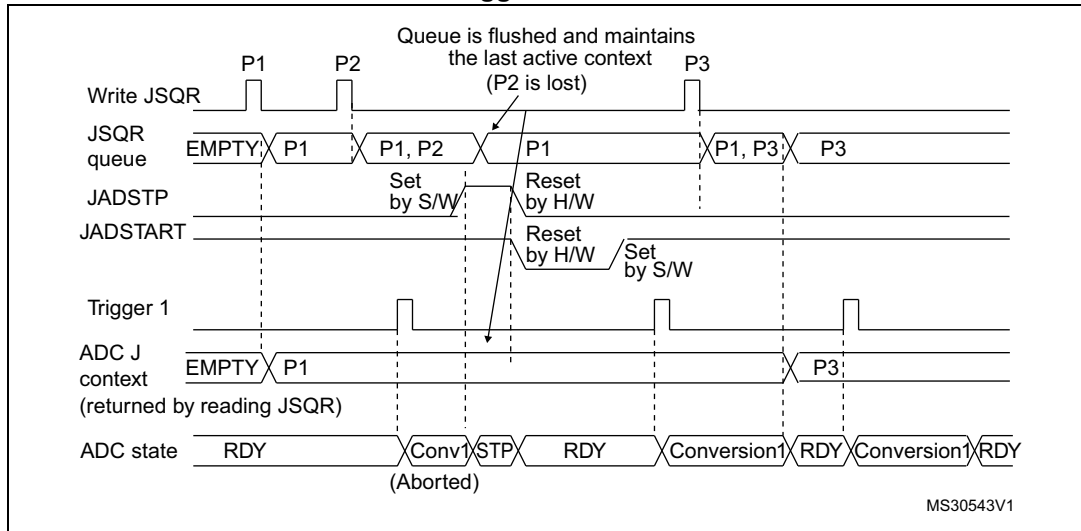 Queue is flushed and maintains
the last active context
(P2 is lost)
P1
P2
P3
Write JSQR
JSQR
queue
EMPTY
P1
P1, P2
P1
P1, P3
P3
Set
by S/W
Reset
by H/W
JADSTP
JADSTART
Reset
by H/W
Set
by S/W
Trigger 1
ADC J
context
(returned by reading JSQR)
EMPTY
P1
P3
ADC state
RDY
Conv1
STP
RDY
Conversion1
RDY
Conversion1
RDY
(Aborted)
MS30543V1